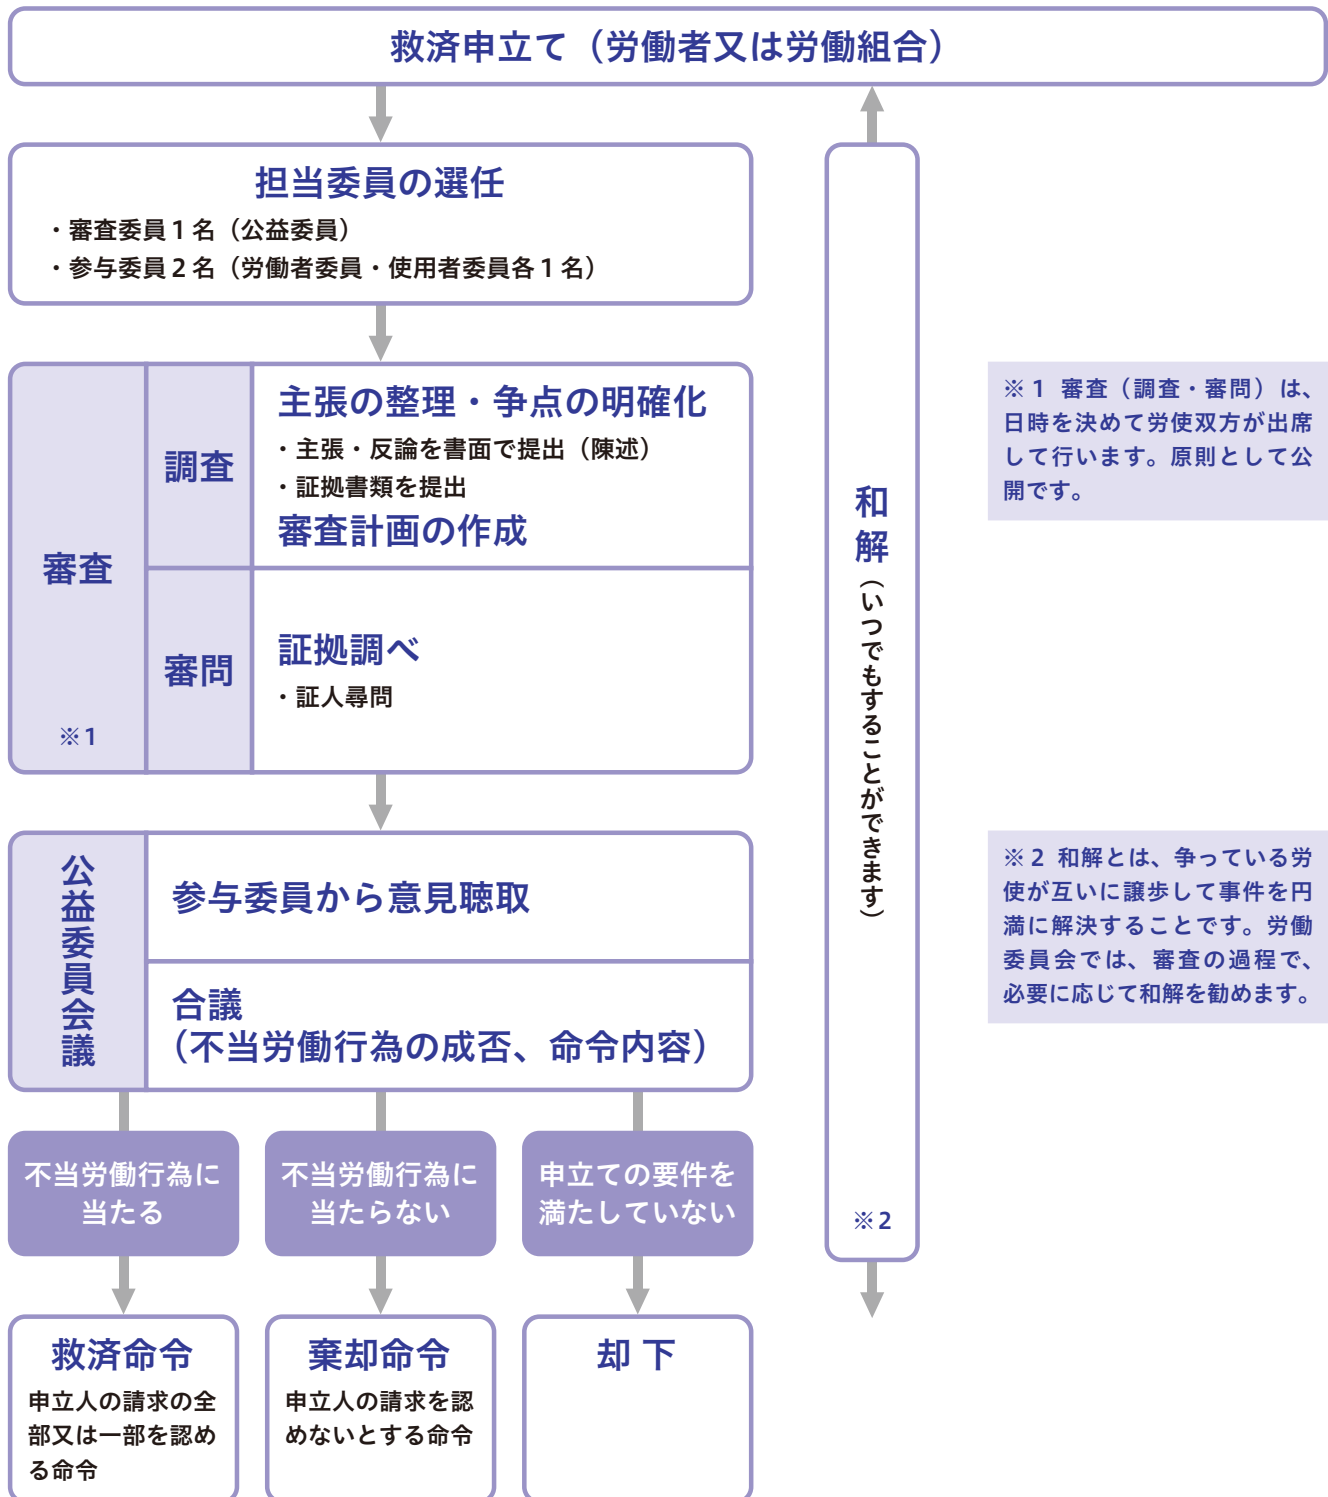 救済申立て（労働者又は労働組合）
担当委員の選任
・審査委員１名（公益委員）
・参与委員２名（労働者委員・使用者委員各１名）
審査
※1
調査
主張の整理・争点の明確化
・主張・反論を書面で提出（陳述）
・証拠書類を提出
審査計画の作成
審問
証拠調べ
・証人尋問
公益委員会議
参与委員から意見聴取
合議
（不当労働行為の成否、命令内容）
不当労働行為に
当たる
不当労働行為に
当たらない
申立ての要件を
満たしていない
救済命令
申立人の請求の全
部又は一部を認め
る命令
棄却命令
申立人の請求を認
めないとする命令
却 下
和解（いつでもすることができます）
※2
※１ 審査（調査・審問）は、
日時を決めて労使双方が出席
して行います。原則として公
開です。
※２ 和解とは、争っている労
使が互いに譲歩して事件を円
満に解決することです。労働
委員会では、審査の過程で、
必要に応じて和解を勧めます。